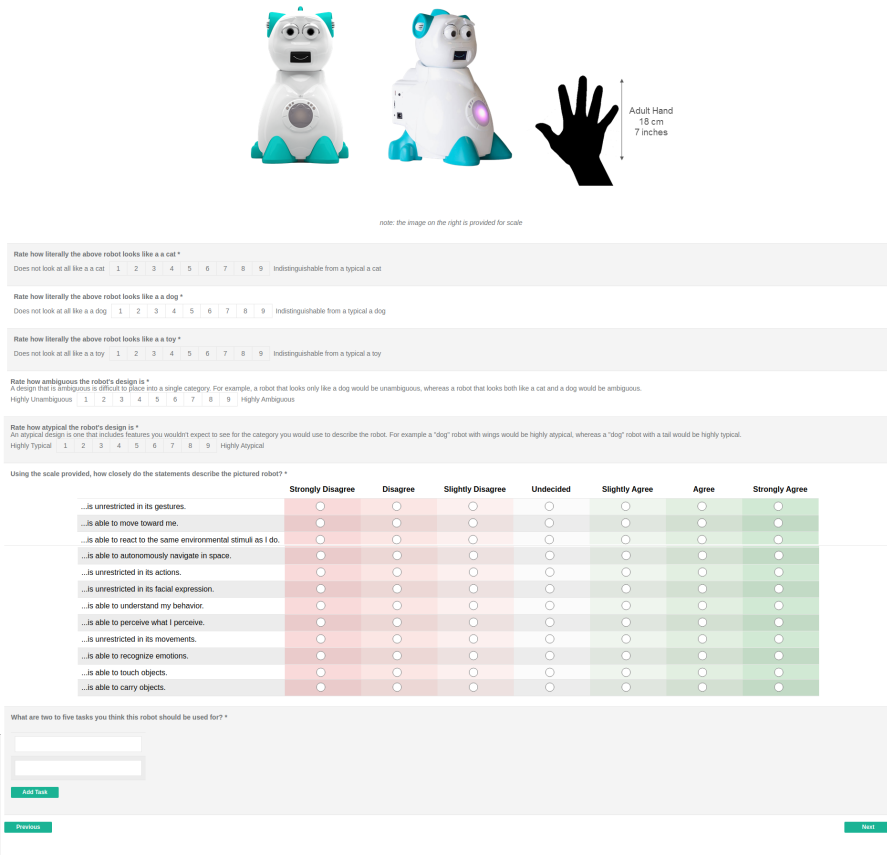 Adult Hand
18 cm
7 inches
note: the image on the right is provided for scale
Rate how literally the above robot looks like a a cat *
Does not look at all like a a cat 1 2 3 4 5 6 7 8 9 Indistinguishable from a typical a cat
Rate how literally the above robot looks like a a dog *
Does not look at all like a a dog 1 2 3 4 5 6 7 8 9 Indistinguishable from a typical a dog
Rate how literally the above robot looks like a a toy *
Does not look at all like a a toy 1 2 3 4 5 6 7 8 9 Indistinguishable from a typical a toy
Rate how ambiguous the robot's design is *
A design that is ambiguous is difficult to place into a single category. For example, a robot that looks only like a dog would be unambiguous, whereas a robot that looks both like a cat and a dog would be ambiguous.
Highly Unambiguous 1 2 3 4 5 6 7 8 9 Highly Ambiguous
Rate how atypical the robot's design is *
An atypical design is one that includes features you wouldn't expect to see for the category you would use to describe the robot. For example a "dog" robot with wings would be highly atypical, whereas a "dog" robot with a tail would be highly typical.
Highly Typical 1 2 3 4 5 6 7 8 9 Highly Atypical
Using the scale provided, how closely do the statements describe the pictured robot? *
Strongly Disagree Disagree Slightly Disagree Undecided Slightly Agree Agree Strongly Agree
...is unrestricted in its gestures.
...is able to move toward me.
...is able to react to the same environmental stimuli as I do.
...is able to autonomously navigate in space.
...is unrestricted in its actions.
...is unrestricted in its facial expression.
...is able to understand my behavior.
...is able to perceive what I perceive.
...is unrestricted in its movements.
...is able to recognize emotions.
...is able to touch objects.
...is able to carry objects.
What are two to five tasks you think this robot should be used for? *
Add Task
Previous Next